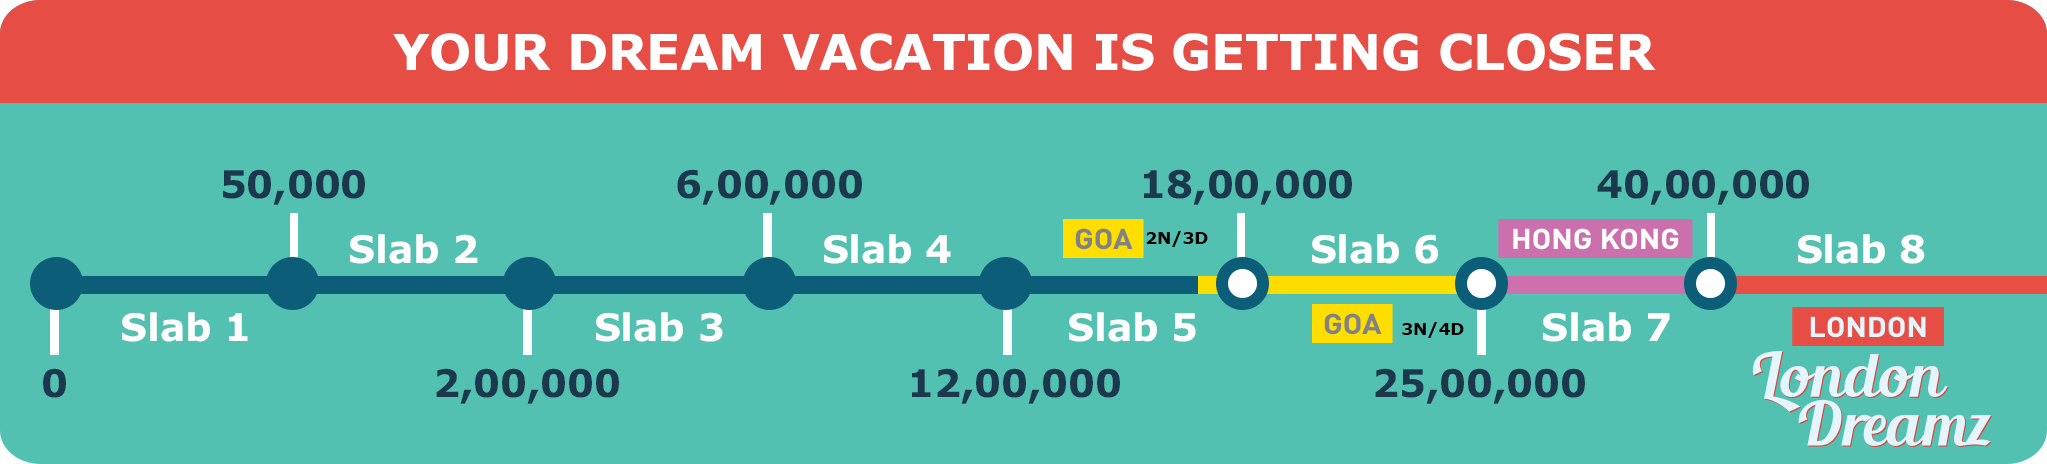 YOUR DREAM VACATION IS GETTING CLOSER
50,000
6,00,000
18,00,000
40,00,000
GOA 2N/3D
HONG KONG
Slab 2
Slab 4
Slab 6
Slab 8
Slab 1
Slab 3
Slab 5
GOA 3N/4D
Slab 7
LONDON
0
2,00,000
12,00,000
25,00,000
London
Dreamz